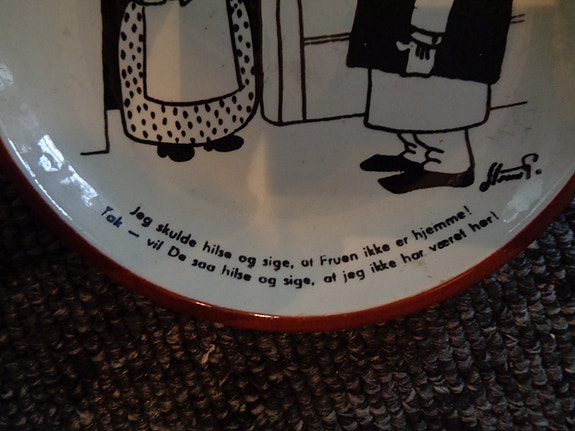 Jeg skulde hilse og sige, at Fruen ikke er hjemme!
Tak — vil De saa hilse og sige, at jeg ikke har været her!
Storm P.